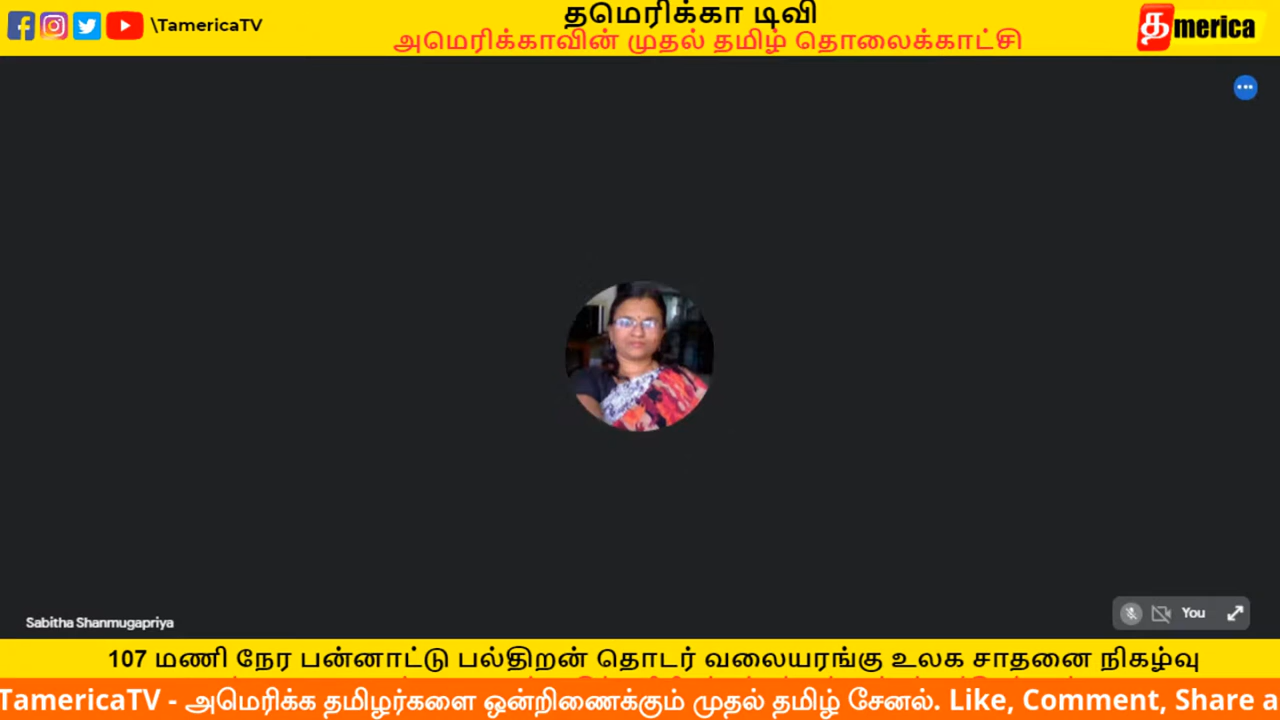 \TamericaTV
தமெரிக்கா டிவி
அமெரிக்காவின் முதல் தமிழ் தொலைக்காட்சி
தmerica
Sabitha Shanmugapriya
You
107 மணி நேர பன்னாட்டு பல்திறன் தொடர் வலையரங்கு உலக சாதனை நிகழ்வு
TamericaTV - அமெரிக்க தமிழர்களை ஒன்றிணைக்கும் முதல் தமிழ் சேனல். Like, Comment, Share a